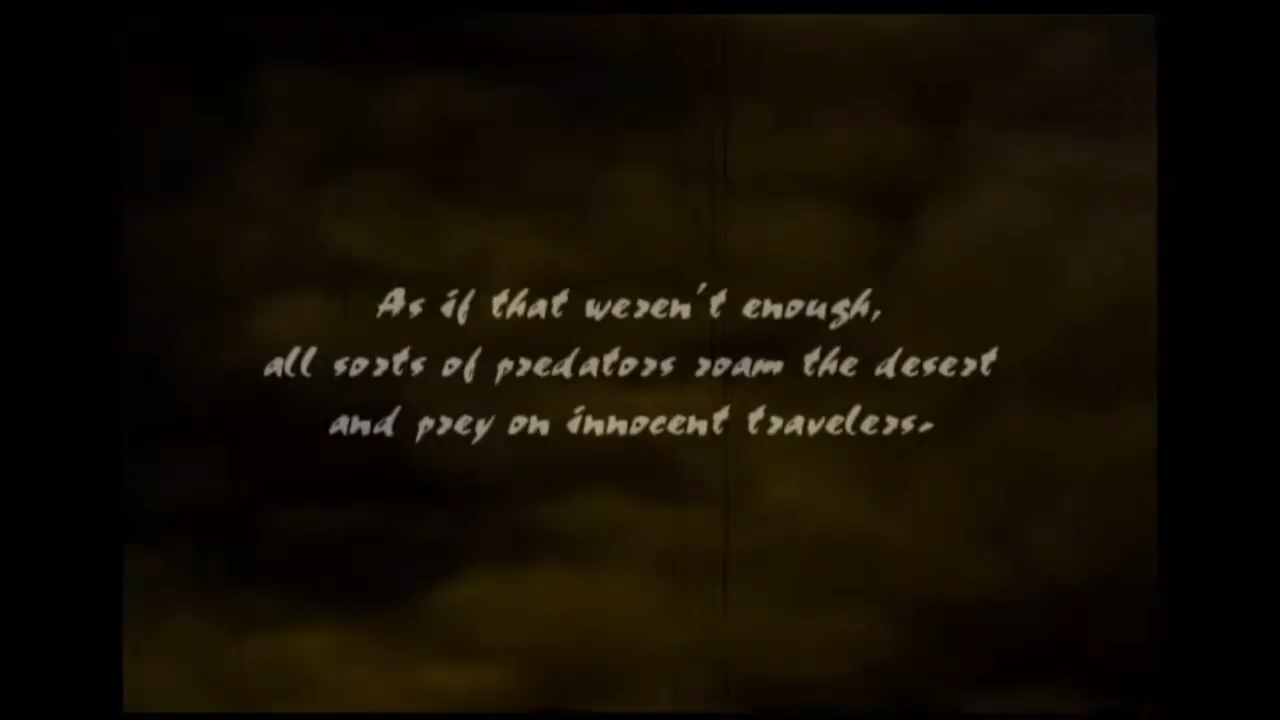 As if that weren't enough,
all sorts of predators roam the desert
and prey on innocent travelers.